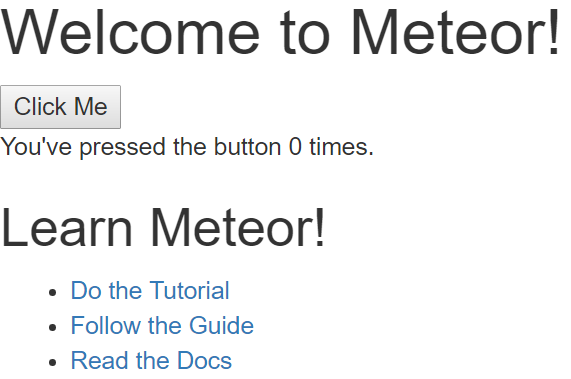 Welcome to Meteor!
Click Me
You've pressed the button 0 times.
Learn Meteor!
Do the Tutorial
Follow the Guide
Read the Docs